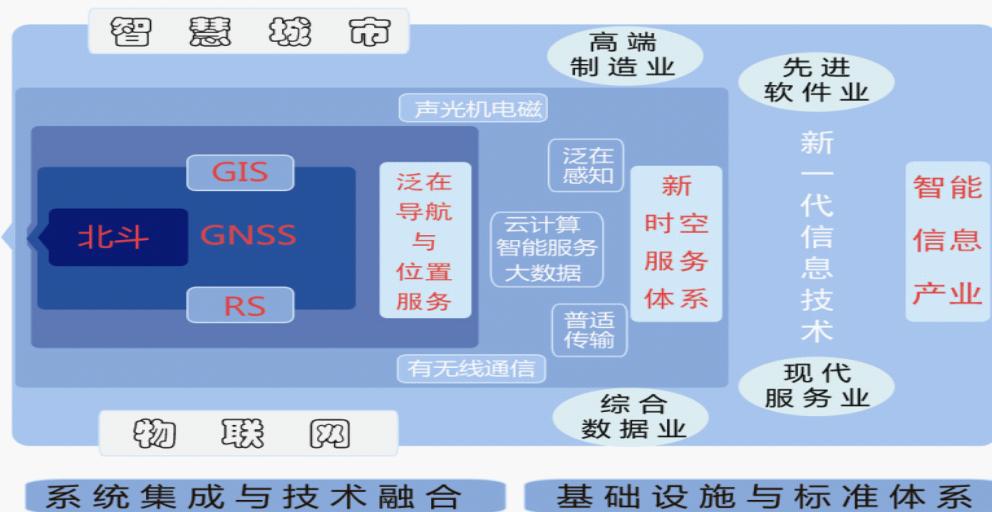 智慧城市
高端
制造业
先进
软件业
声光机电磁
GIS
北斗
GNSS
RS
泛在
导航
与
位置
服务
泛在
感知
云计算
智能服务
大数据
普适
传输
新
时空
服务
体系
新一代信息技术
智能
信息
产业
有无线通信
综合
数据业
现代
服务业
物联网
系统集成与技术融合
基础设施与标准体系